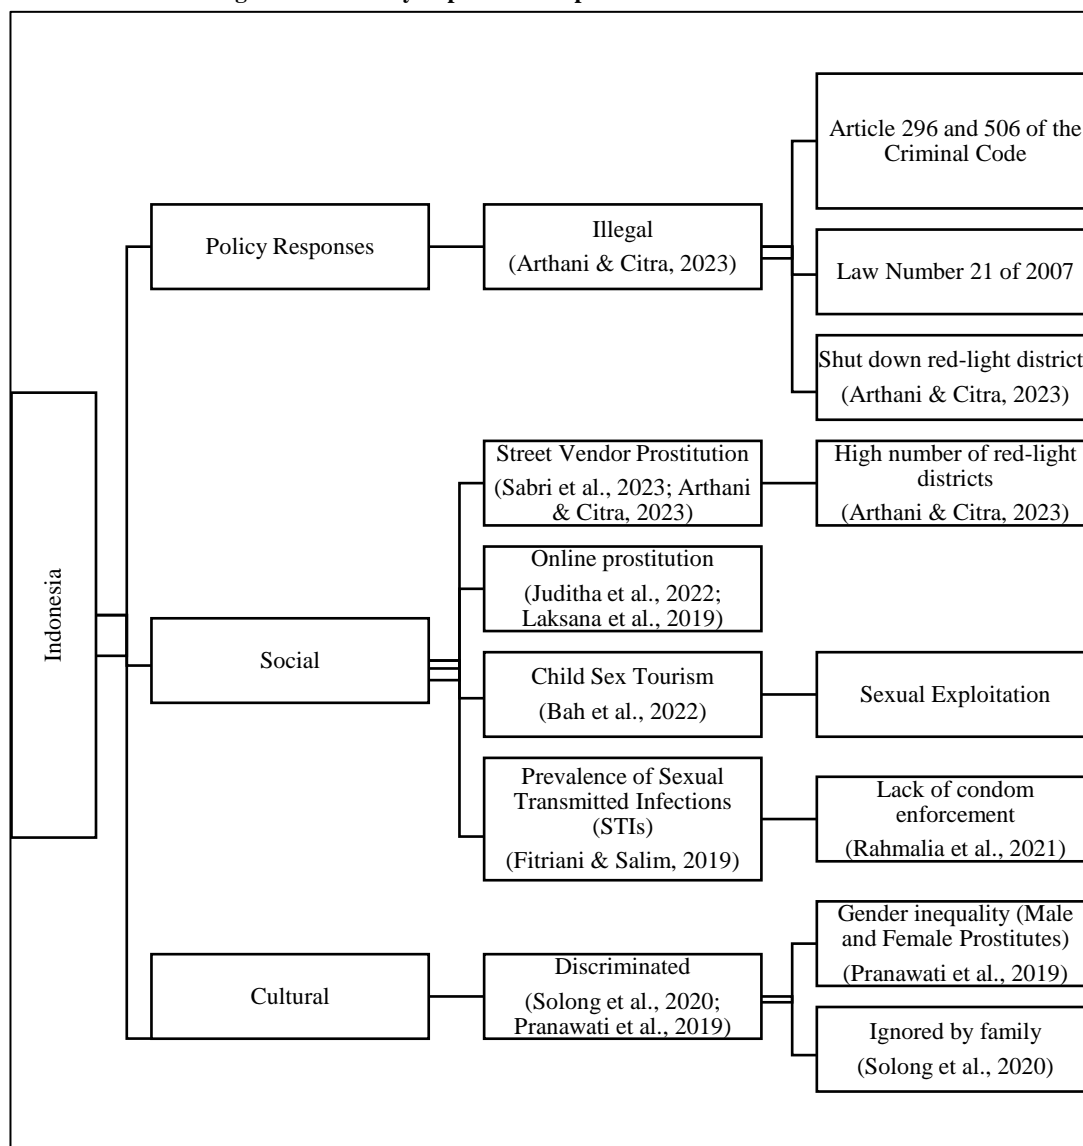 Indonesia
Policy Responses
Illegal
(Arthani & Citra, 2023)
Article 296 and 506 of the
Criminal Code
Law Number 21 of 2007
Shut down red-light district
(Arthani & Citra, 2023)
Social
Street Vendor Prostitution
(Sabri et al., 2023; Arthani
& Citra, 2023)
High number of red-light
districts
(Arthani & Citra, 2023)
Online prostitution
(Juditha et al., 2022;
Laksana et al., 2019)
Child Sex Tourism
(Bah et al., 2022)
Sexual Exploitation
Prevalence of Sexual
Transmitted Infections
(STIs)
(Fitriani & Salim, 2019)
Lack of condom
enforcement
(Rahmalia et al., 2021)
Cultural
Discriminated
(Solong et al., 2020;
Pranawati et al., 2019)
Gender inequality (Male
and Female Prostitutes)
(Pranawati et al., 2019)
Ignored by family
(Solong et al., 2020)